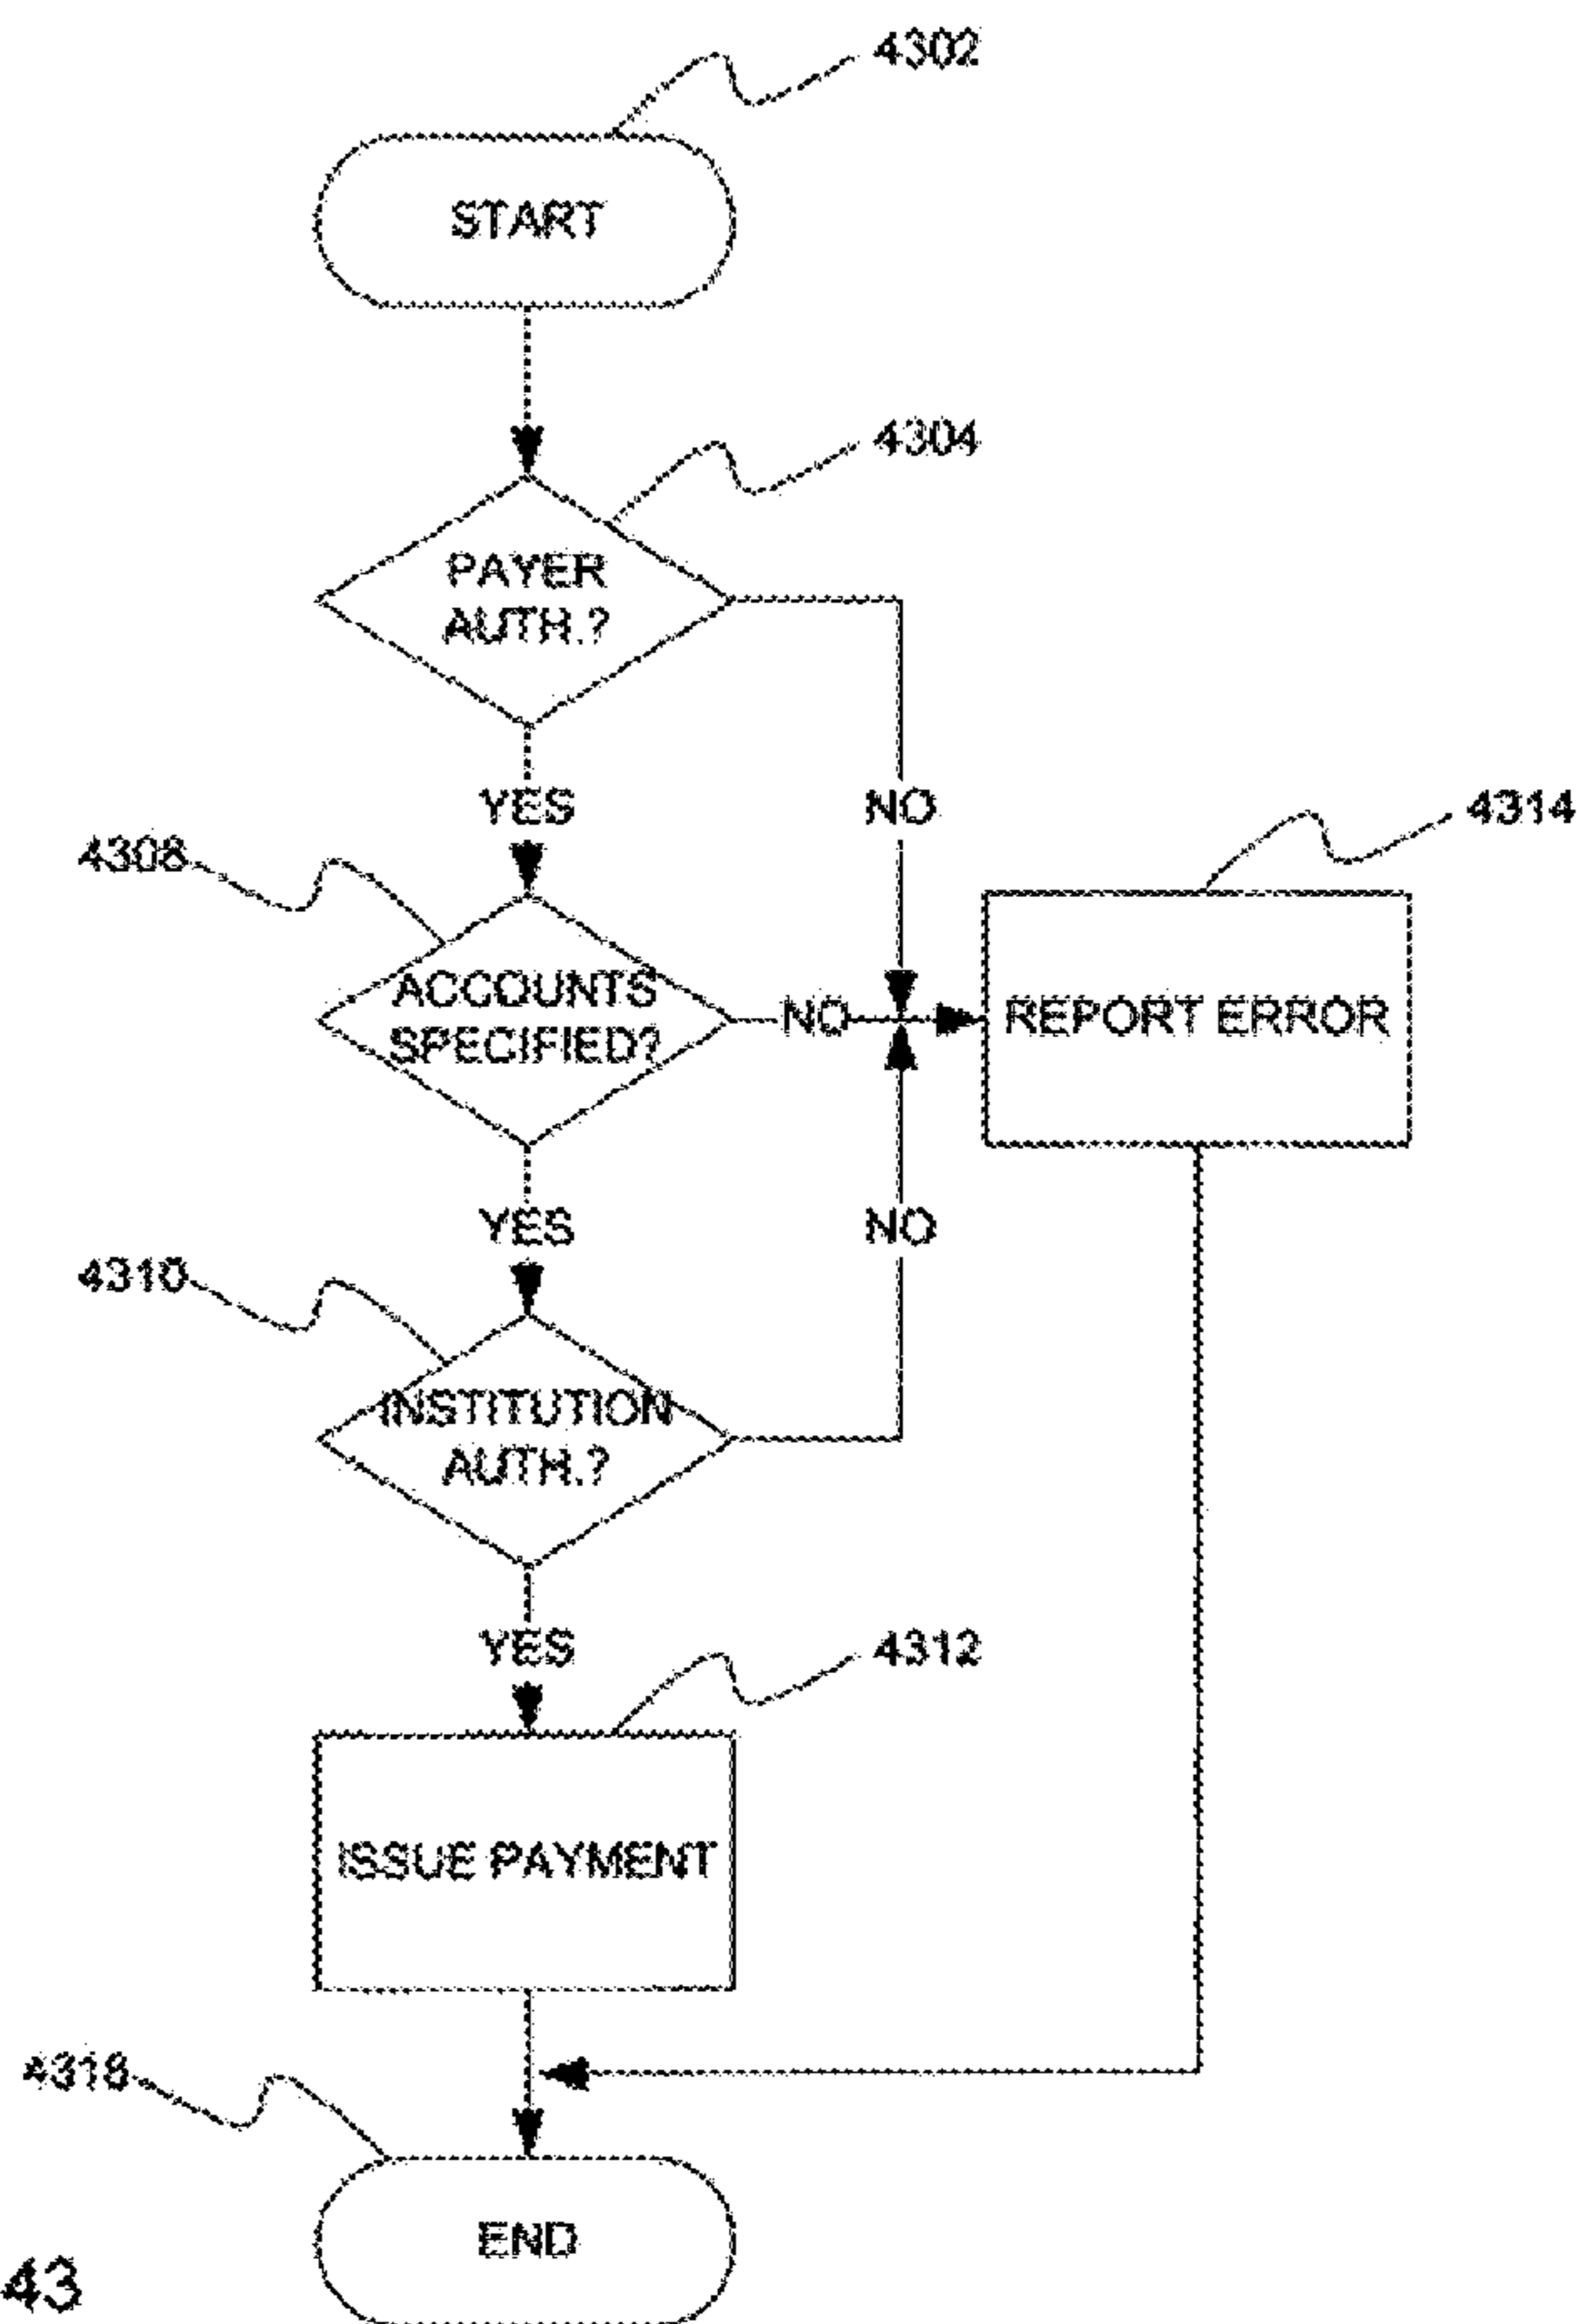 4302
START
4304
PAYER
AUTH.?
YES
NO
4314
4308
ACCOUNTS
SPECIFIED?
NO
REPORT ERROR
YES
NO
4310
INSTITUTION
AUTH.?
YES
4312
ISSUE PAYMENT
4318
END
43